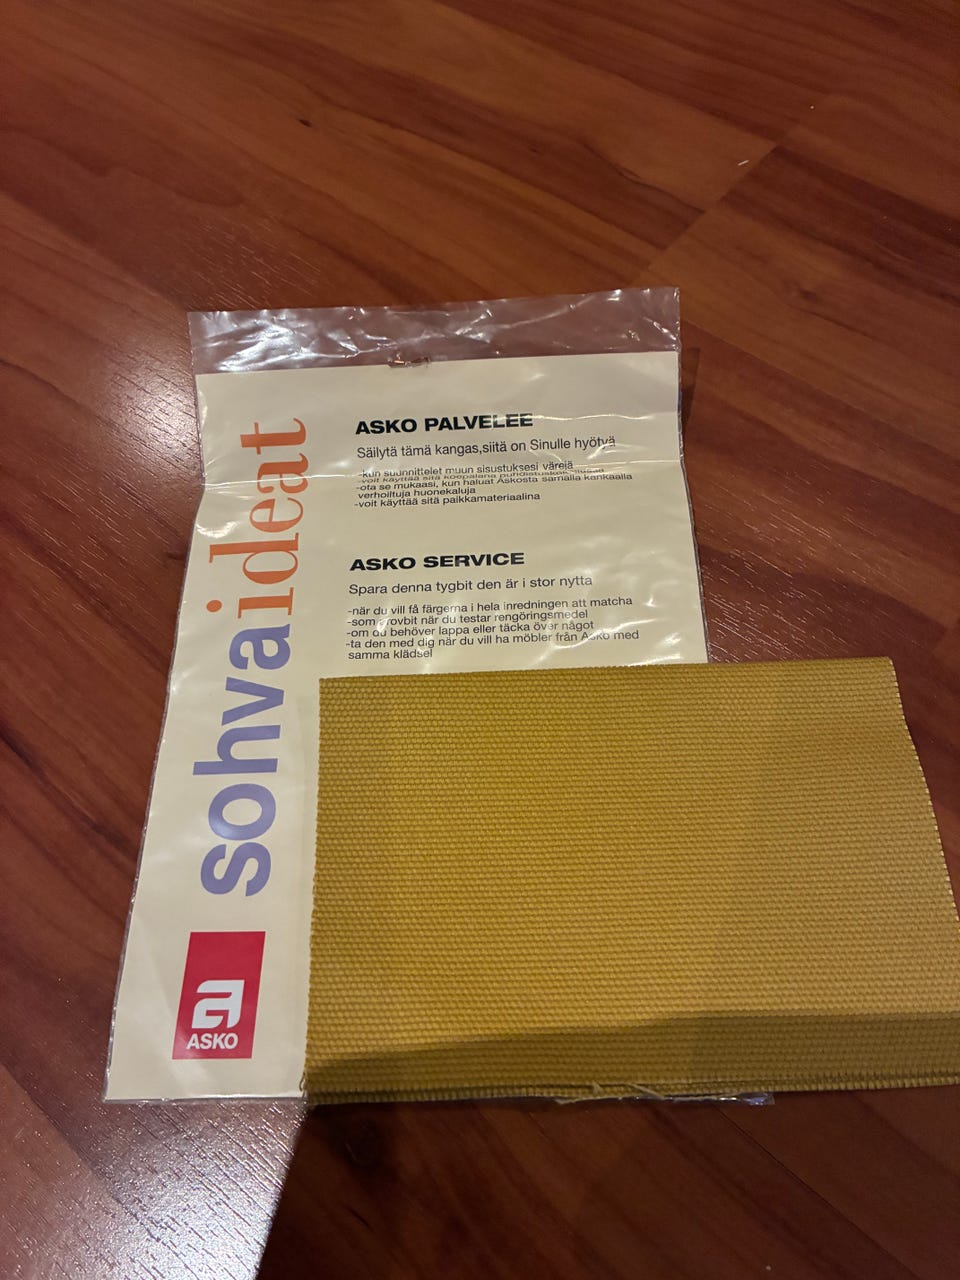 sohvaideat
ASKO PALVELEE
Säilytä tämä kangas,siitä on Sinulle hyötyä
-kun suunnittelet muun sisustuksesi värejä
-voit käyttää sitä koepalana
-ota se mukaasi, kun haluat Askosta samalla kankaalla
verhoiltuja huonekaluja
-voit käyttää sitä paikkamateriaalina
ASKO SERVICE
Spara denna tygbit den är i stor nytta
-när du vill få färgerna i hela inredningen att matcha
-som provbit när du testar rengöringsmedel
-om du behöver lappa eller täcka över något
-ta den med dig när du vill ha möbler från Asko med
samma klädsel
ASKO